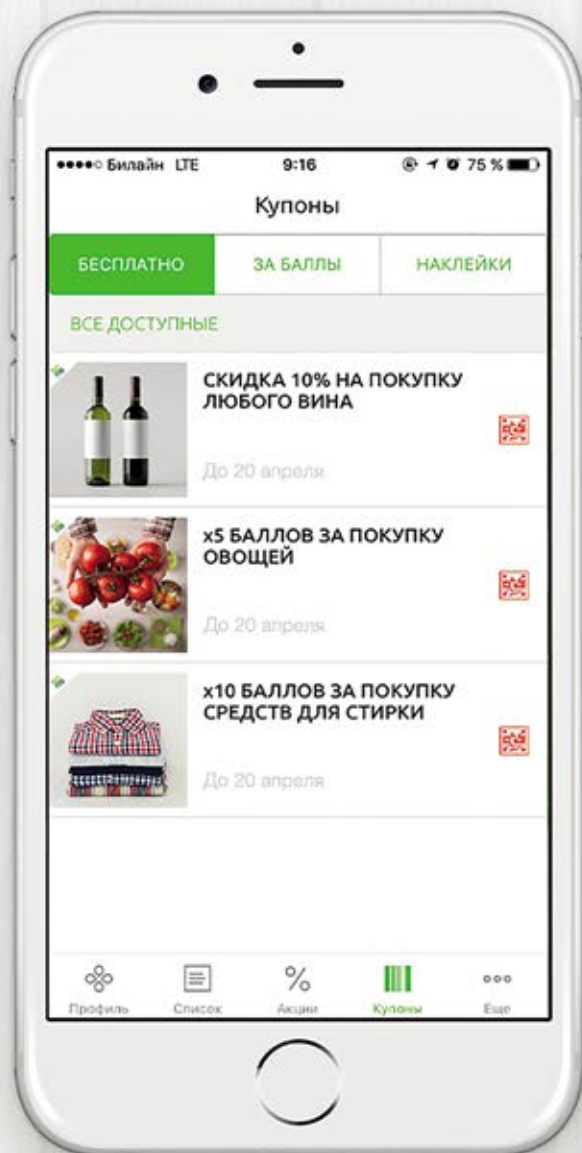 Билайн LTE 9:16 75 %
Купоны
БЕСПЛАТНО ЗА БАЛЛЫ НАКЛЕЙКИ
ВСЕ ДОСТУПНЫЕ
СКИДКА 10% НА ПОКУПКУ
ЛЮБОГО ВИНА
До 20 апреля
x5 БАЛЛОВ ЗА ПОКУПКУ
ОВОЩЕЙ
До 20 апреля
x10 БАЛЛОВ ЗА ПОКУПКУ
СРЕДСТВ ДЛЯ СТИРКИ
До 20 апреля
Профиль Список Акции Купоны Еще